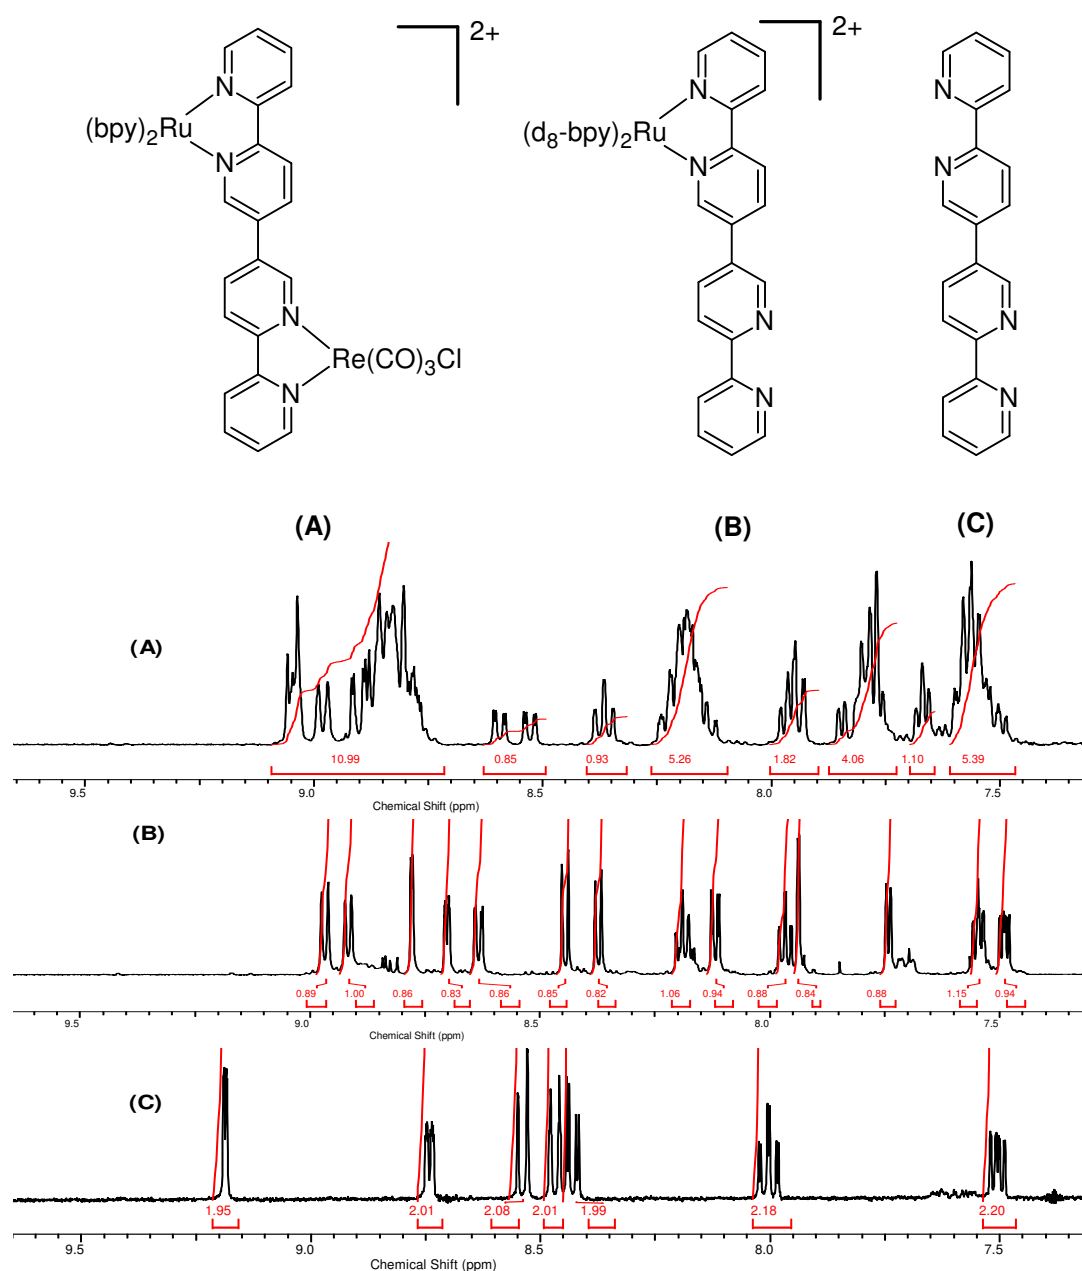 2+
2+
N
N
N
(bpy)2Ru
(d8-bpy)2Ru
N
N
N
N
N
N
Re(CO)3Cl
N
N
N
(A)
(B)
(C)
(A)
10.99
0.85
0.93
5.26
1.82
4.06
1.10
5.39
9.5
9.0
8.5
8.0
7.5
Chemical Shift (ppm)
(B)
0.89
1.00
0.86
0.83
0.86
0.85
0.82
1.06
0.94
0.88
0.84
0.88
1.15
0.94
9.5
9.0
8.5
8.0
7.5
Chemical Shift (ppm)
(C)
1.95
2.01
2.08
2.01
1.99
2.18
2.20
9.5
9.0
8.5
8.0
7.5
Chemical Shift (ppm)